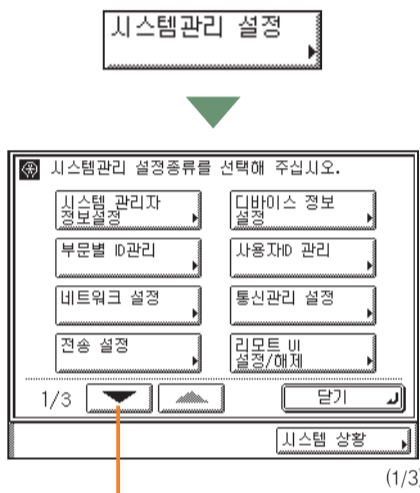 시스템관리 설정
시스템관리 설정종류를 선택해 주십시오.
시스템 관리자
정보설정
디바이스 정보
설정
부문별 ID관리
사용자ID 관리
네트워크 설정
통신관리 설정
전송 설정
리모트 UI
설정/해제
1/3
닫기
시스템 상황
(1/3)